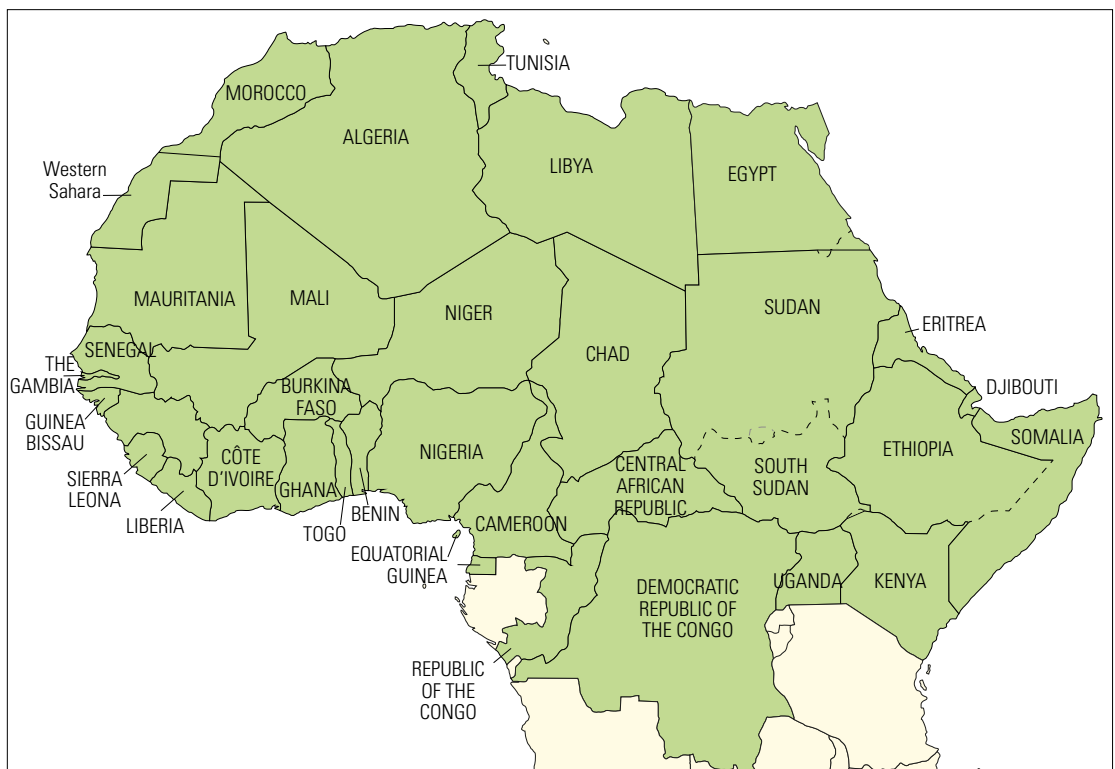 TUNISIA
MOROCCO
ALGERIA
LIBYA
EGYPT
Western
Sahara
MAURITANIA
MALI
NIGER
SUDAN
ERITREA
CHAD
SENEGAL
THE
GAMBIA
DJIBOUTI
BURKINA
FASO
GUINEA
BISSAU
SOMALIA
NIGERIA
ETHIOPIA
CÔTE
D'IVOIRE
CENTRAL
AFRICAN
REPUBLIC
SOUTH
SUDAN
SIERRA
LEONA
GHANA
LIBERIA
TOGO
BENIN
CAMEROON
EQUATORIAL
GUINEA
DEMOCRATIC
REPUBLIC OF
THE CONGO
UGANDA
KENYA
REPUBLIC
OF THE
CONGO